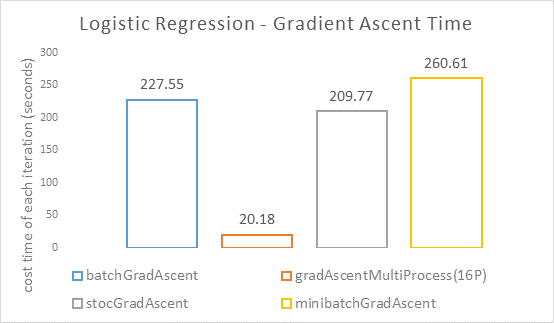 Logistic Regression - Gradient Ascent Time
cost time of each iteration (seconds)
300
250
200
150
100
50
0
227.55
20.18
209.77
260.61
batchGradAscent
gradAscentMultiProcess(16P)
stocGradAscent
minibatchGradAscent